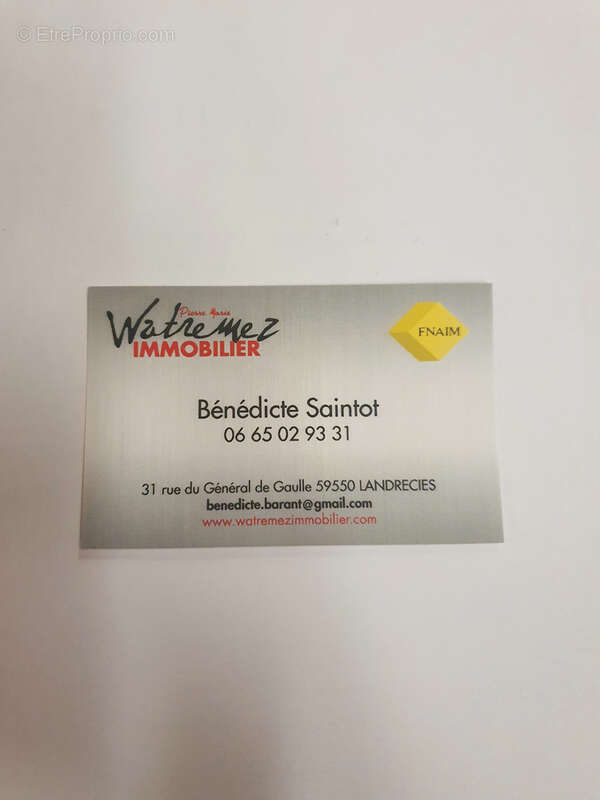 © EtreProprio.com
Pierre Marie
Watremez
IMMOBILIER
FNAIM
Bénédicte Saintot
06 65 02 93 31
31 rue du Général de Gaulle 59550 LANDRECIES
benedicte.barant@gmail.com
www.watremezimmobilier.com